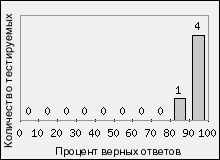 Количество тестируемых
4
1
0 0 0 0 0 0 0 0
0 10 20 30 40 50 60 70 80 90 100
Процент верных ответов